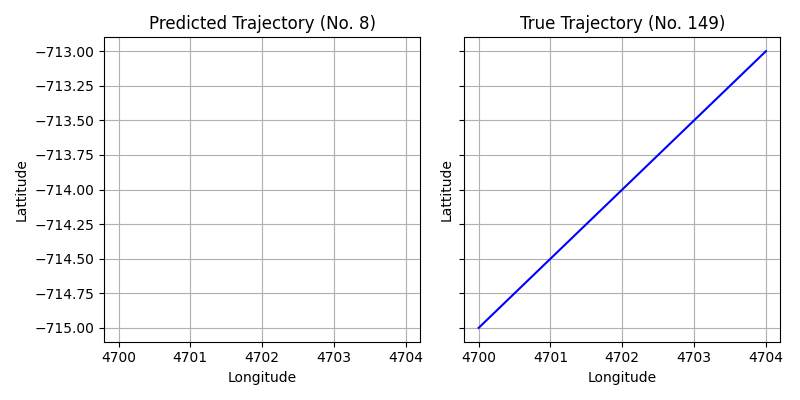 Predicted Trajectory (No. 8)
True Trajectory (No. 149)
Lattitude
−713.00
−713.25
−713.50
−713.75
−714.00
−714.25
−714.50
−714.75
−715.00
4700 4701 4702 4703 4704
Longitude
Lattitude
4700 4701 4702 4703 4704
Longitude